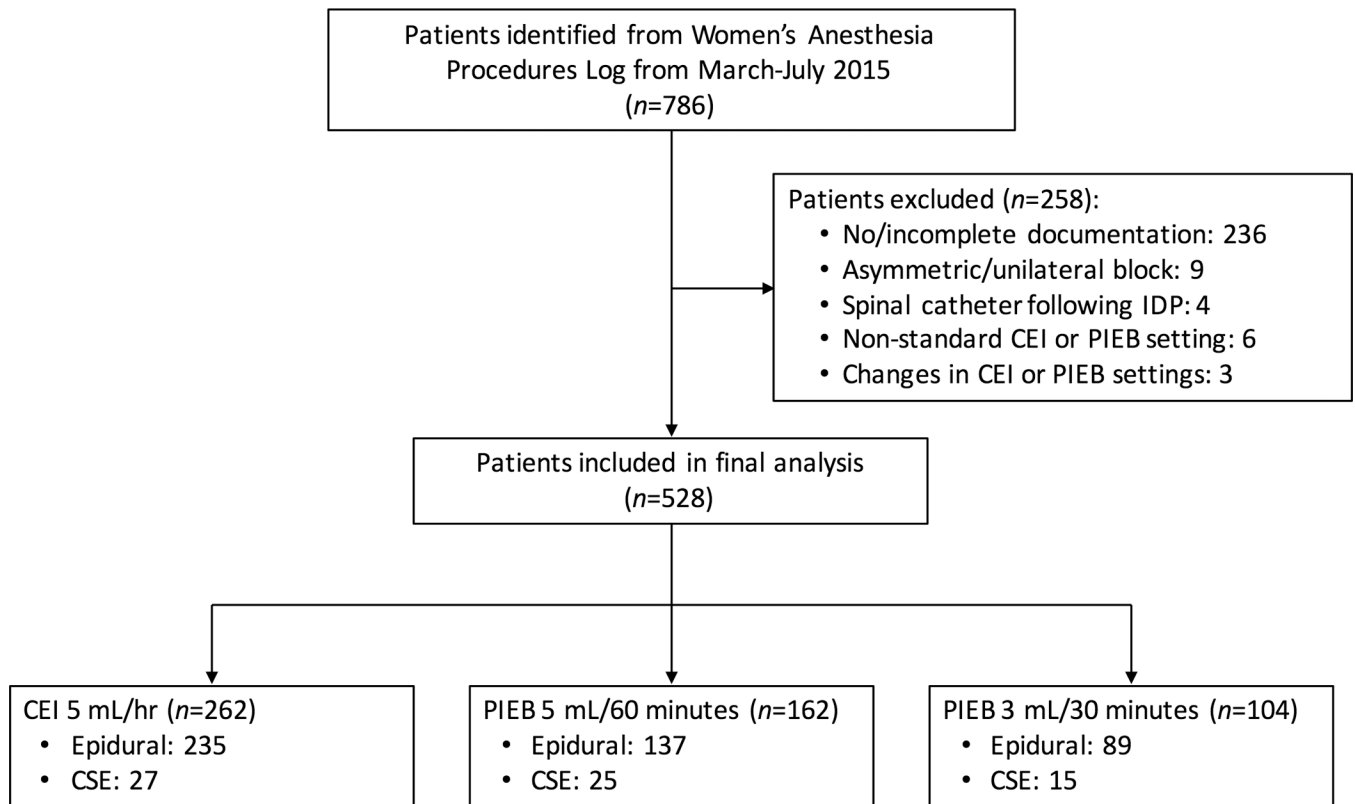 Patients identified from Women’s Anesthesia
Procedures Log from March-July 2015
(n=786)
Patients excluded (n=258):
• No/incomplete documentation: 236
• Asymmetric/unilateral block: 9
• Spinal catheter following IDP: 4
• Non-standard CEI or PIEB setting: 6
• Changes in CEI or PIEB settings: 3
Patients included in final analysis
(n=528)
CEI 5 mL/hr (n=262)
• Epidural: 235
• CSE: 27
PIEB 5 mL/60 minutes (n=162)
• Epidural: 137
• CSE: 25
PIEB 3 mL/30 minutes (n=104)
• Epidural: 89
• CSE: 15